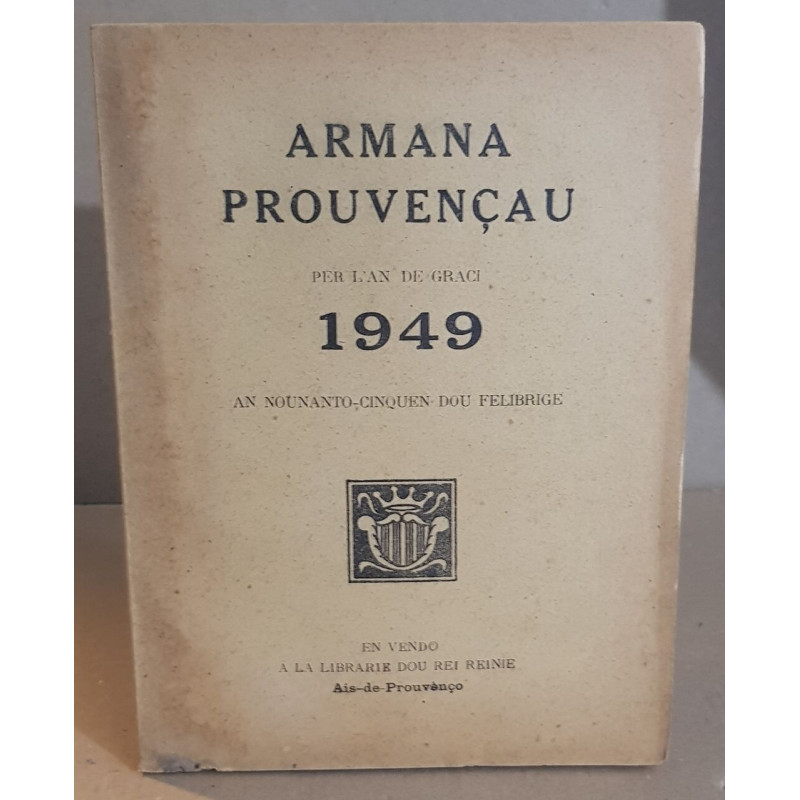 ARMANA
PROUVENÇAU
PER L'AN DE GRACI
1949
AN NOUNANTO-CINQUEN DOU FELIBRIGE
EN VENDO
À LA LIBRARIE DOU REI REINIE
Ais-de-Prouvènço